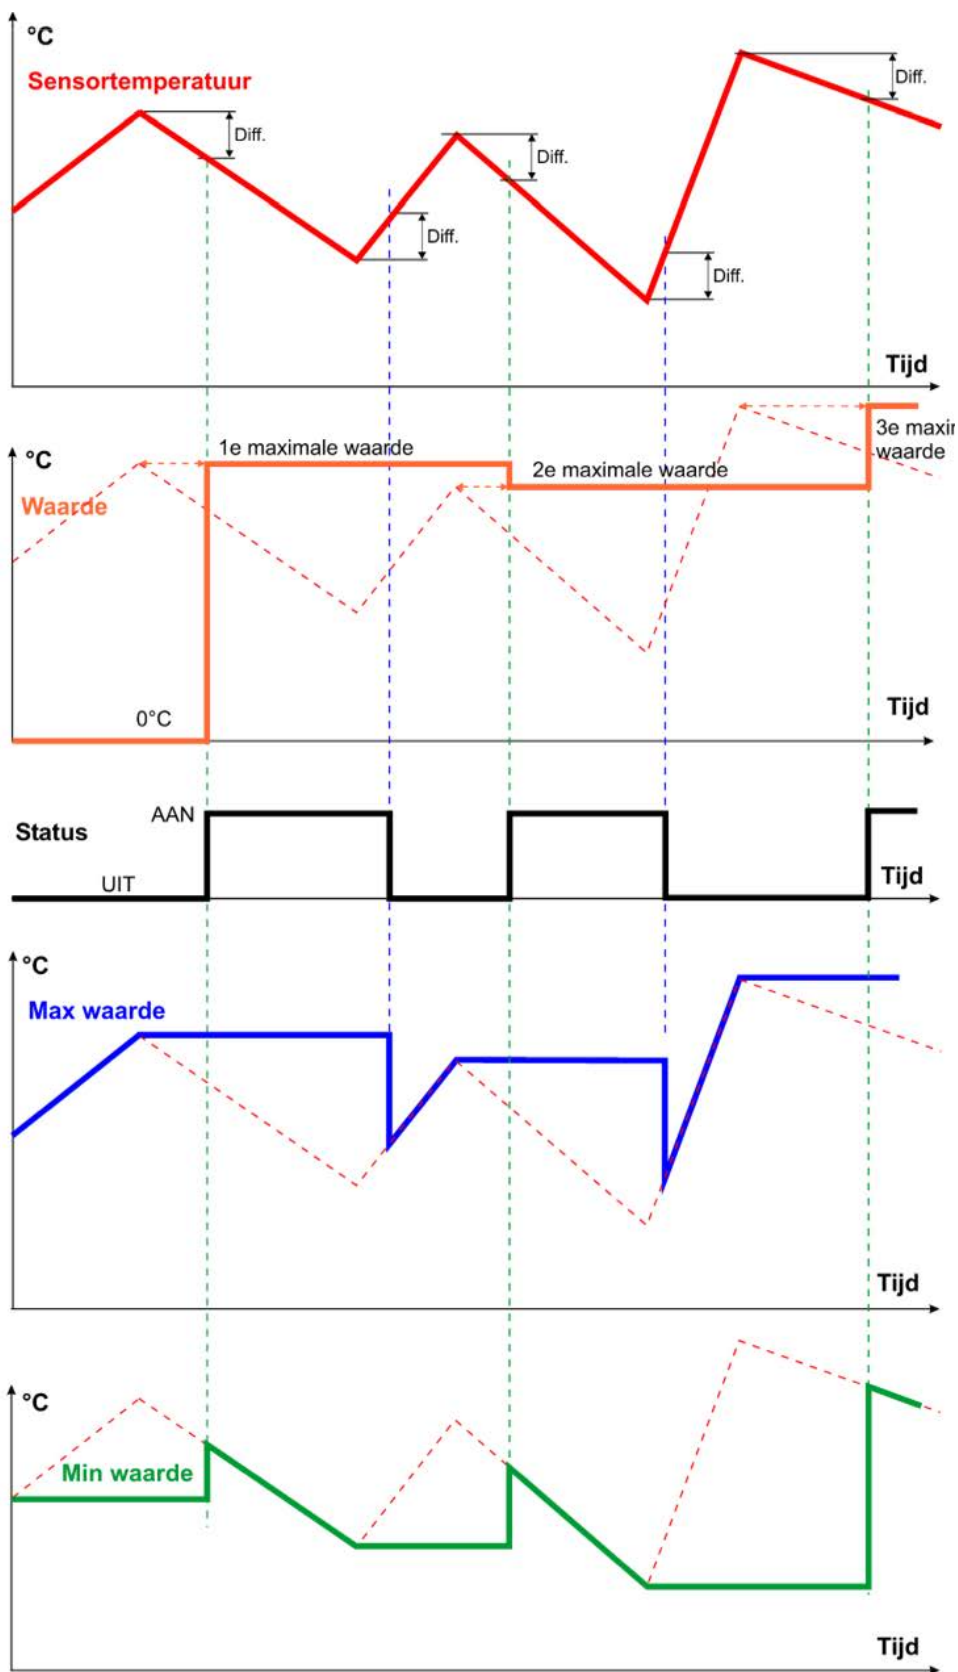 °C
Sensortemperatuur
Diff.
Diff.
Diff.
Diff.
Diff.
Tijd
°C
1e maximale waarde
2e maximale waarde
3e maxir
waarde
Waarde
0°C
Tijd
AAN
Status
UIT
Tijd
°C
Max waarde
Tijd
°C
Min waarde
Tijd